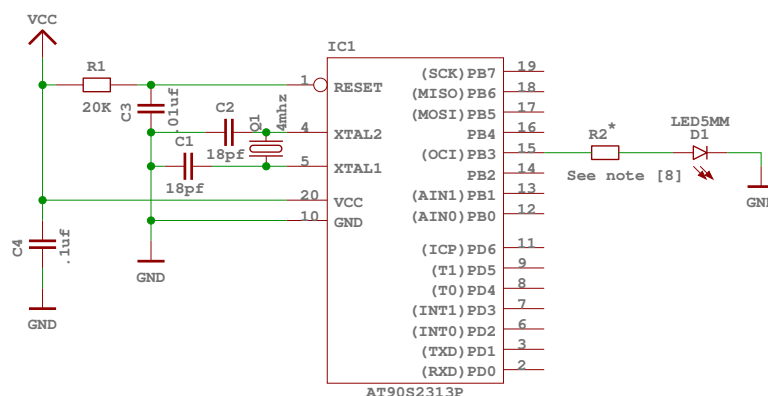 VCC
IC1
R1
20K
C3
.01uf
C2
18pf
Q1
4mhz
C1
18pf
C4
.1uf
GND
GND
1
4
5
20
10
RESET
XTAL2
XTAL1
VCC
GND
(SCK)PB7 19
(MISO)PB6 18
(MOSI)PB5 17
PB4 16
(OCI)PB3 15
PB2 14
(AIN1)PB1 13
(AIN0)PB0 12
(ICP)PD6 11
(T1)PD5 9
(T0)PD4 8
(INT1)PD3 7
(INT0)PD2 6
(TXD)PD1 3
(RXD)PD0 2
AT90S2313P
R2*
See note [8]
LED5MM
D1
GND